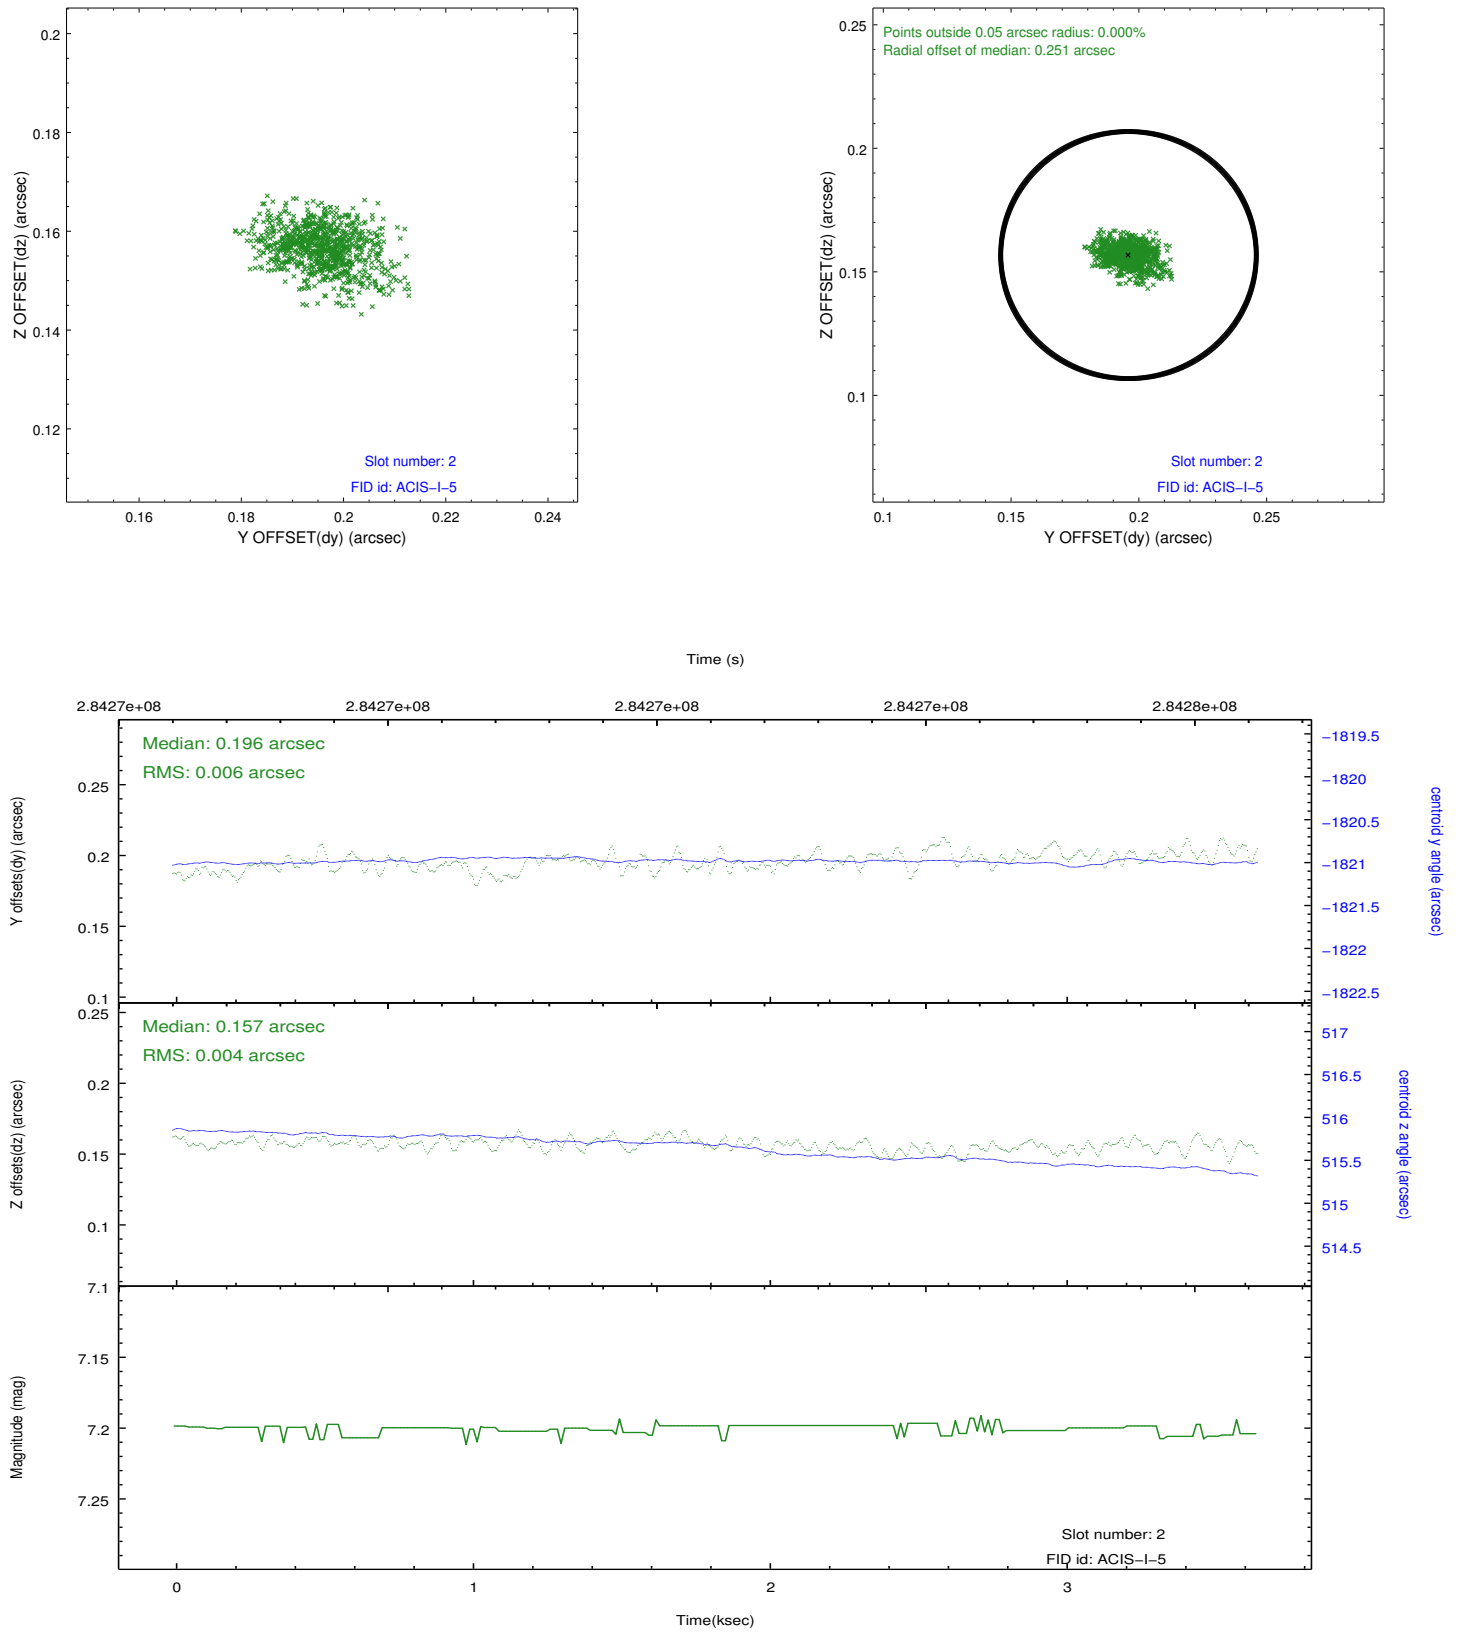 0.2
0.18
0.16
0.14
0.12
Z OFFSET(dz) (arcsec)
Slot number: 2
FID id: ACIS−I−5
0.16
0.18
0.2
0.22
0.24
Y OFFSET(dy) (arcsec)
Points outside 0.05 arcsec radius: 0.000%
Radial offset of median: 0.251 arcsec
0.25
0.2
0.15
0.1
Z OFFSET(dz) (arcsec)
Slot number: 2
FID id: ACIS−I−5
0.1
0.15
0.2
0.25
Y OFFSET(dy) (arcsec)
Time (s)
2.8427e+08
2.8427e+08
2.8427e+08
2.8427e+08
2.8428e+08
Median: 0.196 arcsec
RMS: 0.006 arcsec
0.25
0.2
0.15
0.1
Y offsets(dy) (arcsec)
−1819.5
−1820
−1820.5
−1821
−1821.5
−1822
−1822.5
centroid y angle (arcsec)
Median: 0.157 arcsec
RMS: 0.004 arcsec
0.25
0.2
0.15
0.1
Z offsets(dz) (arcsec)
517
516.5
516
515.5
515
514.5
centroid z angle (arcsec)
7.1
7.15
7.2
7.25
Magnitude (mag)
Slot number: 2
FID id: ACIS−I−5
0
1
2
3
Time(ksec)